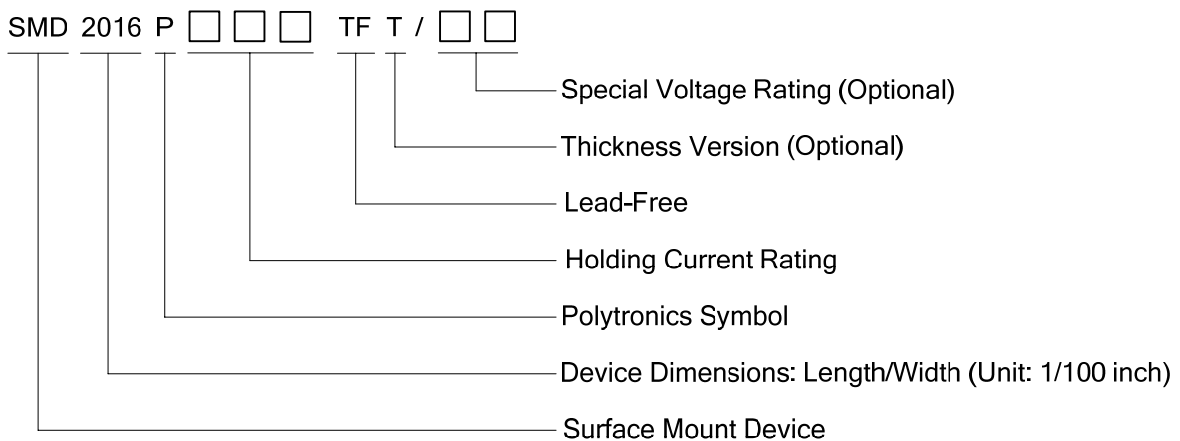 SMD 2016 P □ □ □ TF T / □ □
Special Voltage Rating (Optional)
Thickness Version (Optional)
Lead-Free
Holding Current Rating
Polytronics Symbol
Device Dimensions: Length/Width (Unit: 1/100 inch)
Surface Mount Device